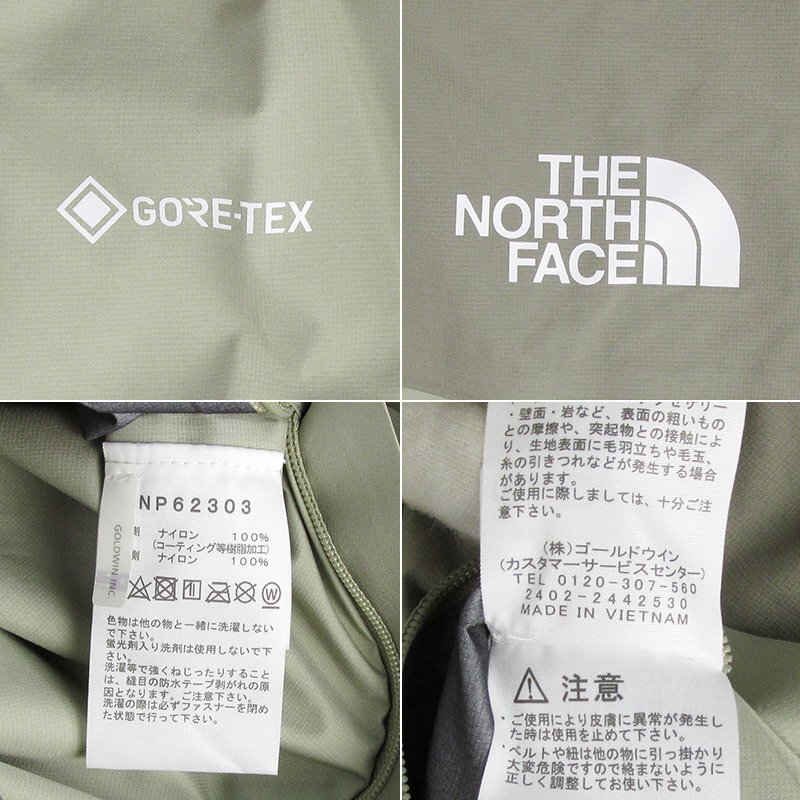 GORE-TEX
THE
NORTH
FACE
NP62303
GOLDWIN INC.
側 ナイロン 100%
(コーティング等樹脂加工)
側 ナイロン 100%
色物は他の物と一緒に洗濯しない
で下さい。
蛍光剤入り洗剤は使用しないで下
さい。
洗濯等で強くねじったりすること
は、縫目の防水テープ剥がれの原
因となります。ご注意ください。
洗濯の際は必ずファスナーを閉め
た状態で行って下さい。
・壁面・岩など、表面の粗いもの
との摩擦や、突起物との接触によ
り、生地表面に毛羽立ちや毛玉、
糸の引きつれなどが発生する場合
があります。
ご使用に際しましては、十分ご注
意下さい。
(株)ゴールドウイン
(カスタマーサービスセンター)
TEL 0120-307-560
2402-2442530
MADE IN VIETNAM
注意
・ご使用により皮膚に異常が発生し
た時は使用を止めて下さい。
・ベルトや紐は他の物に引っ掛かり
大変危険ですので絡まないように
正しく調整してお使い下さい。